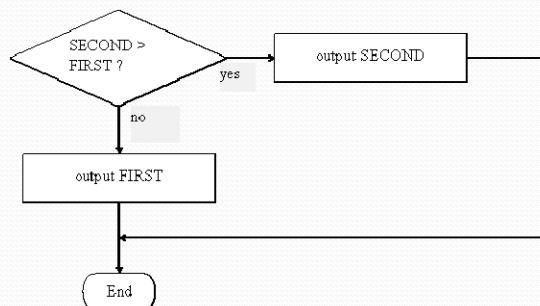 SECOND >
FIRST ?
yes
output SECOND
no
output FIRST
End